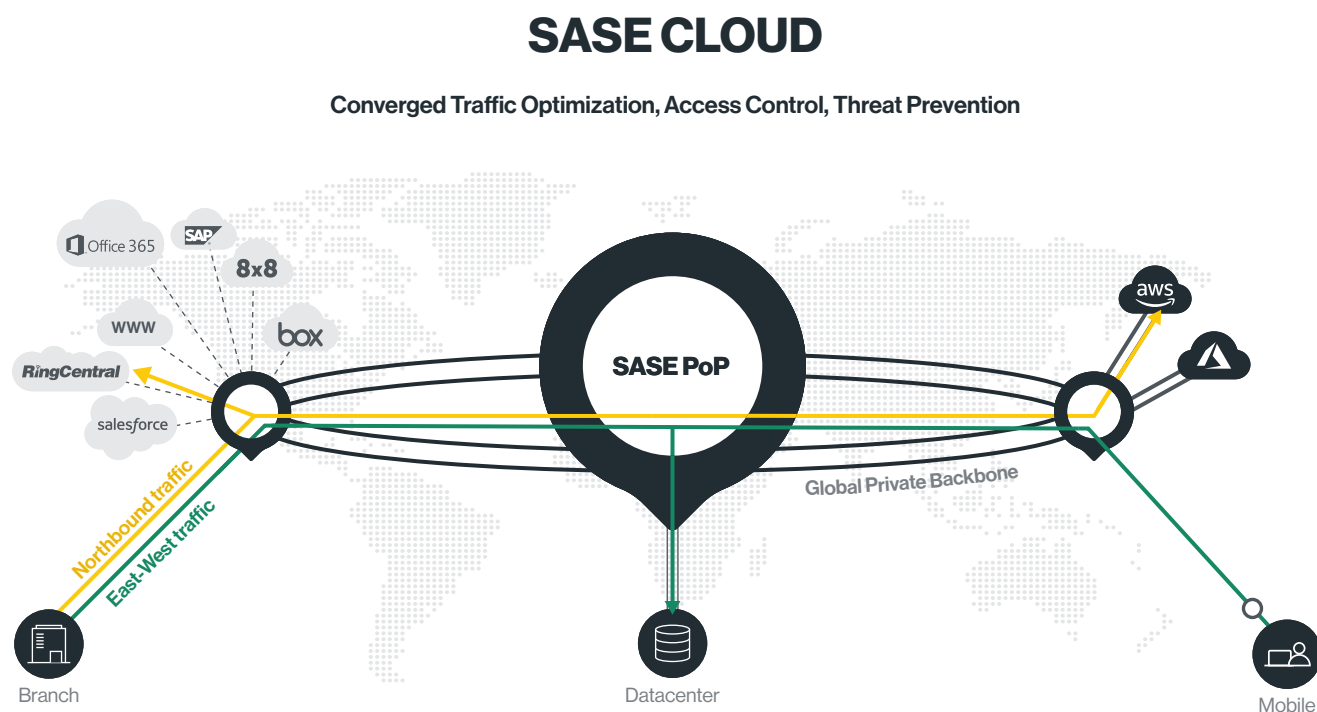 SASE CLOUD
Converged Traffic Optimization, Access Control, Threat Prevention
Office 365
SAP
8x8
www
box
RingCentral
salesforce
aws
SASE PoP
Global Private Backbone
Northbound traffic
East-West traffic
Branch
Datacenter
Mobile